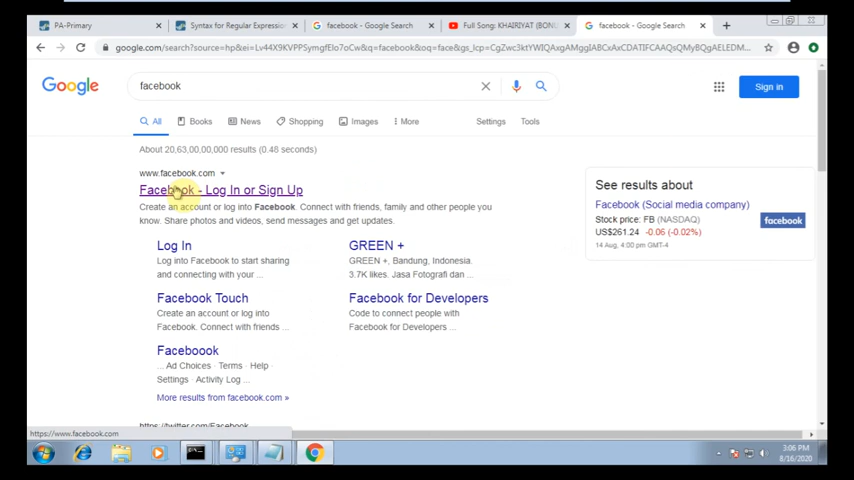 PA-Primary
Syntax for Regular Expression
facebook - Google Search
Full Song: KHAIRIYAT (BONU
facebook - Google Search
google.com/search?source=hp&ei=Lv44X9KVPPSymgfElo7oCw&q=facebook&oq=face&gs_lcp=CgZwc3ktYWIQAxgAMggIABCxAxCDATIFCAAQsQMyBQgAELEDM...
Google
facebook
Sign in
All
Books
News
Shopping
Images
More
Settings
Tools
About 20,63,00,00,000 results (0.48 seconds)
www.facebook.com
Facebook - Log In or Sign Up
Create an account or log into Facebook. Connect with friends, family and other people you
know. Share photos and videos, send messages and get updates.
Log In
Log into Facebook to start sharing
and connecting with your ...
GREEN +
GREEN +, Bandung, Indonesia.
3.7K likes. Jasa Fotografi dan ...
Facebook Touch
Create an account or log into
Facebook. Connect with friends ...
Facebook for Developers
Code to connect people with
Facebook for Developers ...
Faceboook
... Ad Choices · Terms · Help ·
Settings · Activity Log ...
More results from facebook.com »
https://twitter.com/Facebook
See results about
Facebook (Social media company)
Stock price: FB (NASDAQ)
US$261.24 -0.06 (-0.02%)
14 Aug, 4:00 pm GMT-4
facebook
https://www.facebook.com
3:06 PM
8/16/2020